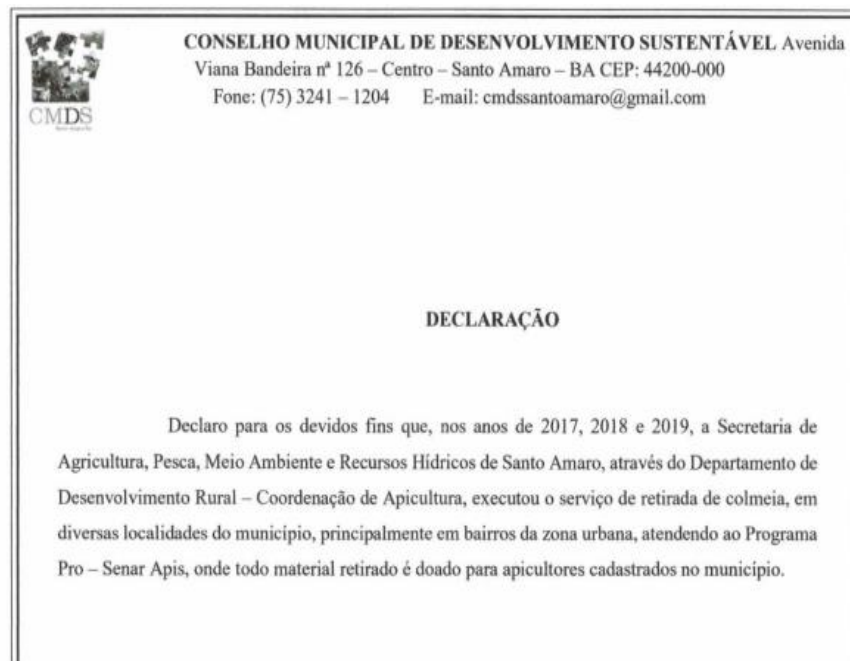 CONSELHO MUNICIPAL DE DESENVOLVIMENTO SUSTENTÁVEL Avenida
Viana Bandeira nª 126 – Centro – Santo Amaro – BA CEP: 44200-000
Fone: (75) 3241 – 1204 E-mail: cmdssantoamaro@gmail.com
CMDS
DECLARAÇÃO
Declaro para os devidos fins que, nos anos de 2017, 2018 e 2019, a Secretaria de
Agricultura, Pesca, Meio Ambiente e Recursos Hídricos de Santo Amaro, através do Departamento de
Desenvolvimento Rural – Coordenação de Apicultura, executou o serviço de retirada de colmeia, em
diversas localidades do município, principalmente em bairros da zona urbana, atendendo ao Programa
Pro – Senar Apis, onde todo material retirado é doado para apicultores cadastrados no município.